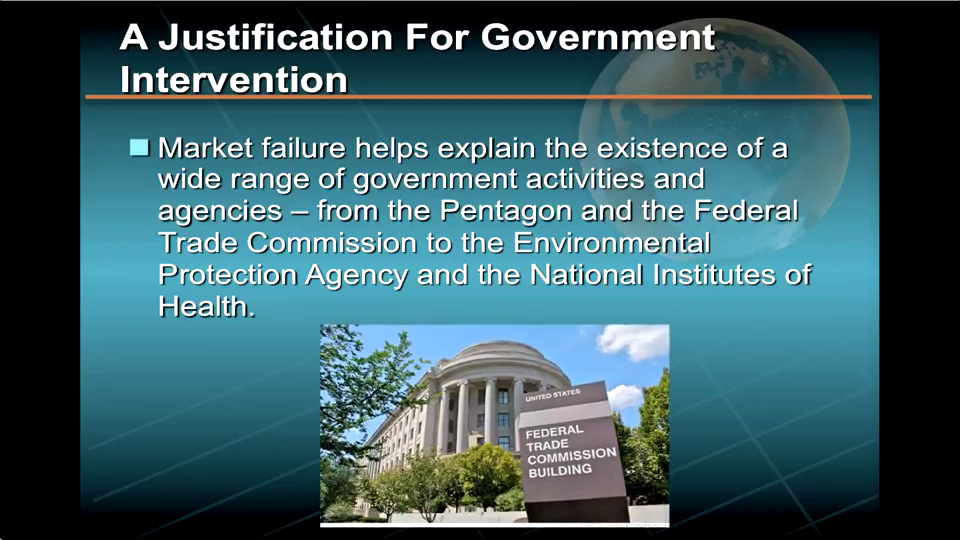 A Justification For Government
Intervention
Market failure helps explain the existence of a
wide range of government activities and
agencies – from the Pentagon and the Federal
Trade Commission to the Environmental
Protection Agency and the National Institutes of
Health.
UNITED STATES
FEDERAL
TRADE
COMMISSION
BUILDING